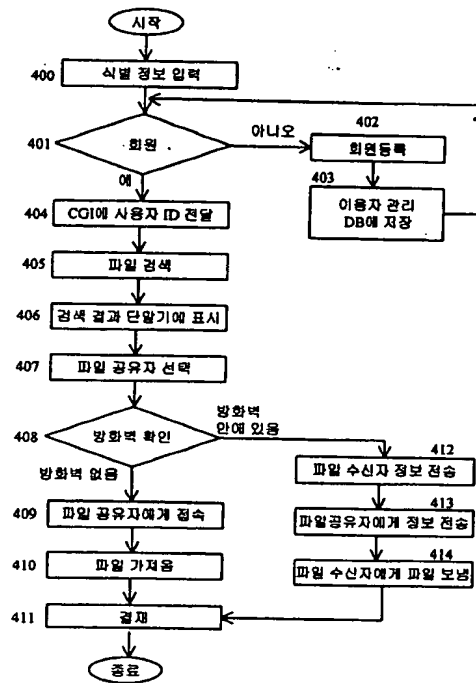 시작
400
식별 정보 입력
401
회원
아니오
402
회원등록
403
이용자 관리
DB에 저장
예
404
CGI에 사용자 ID 전달
405
파일 검색
406
검색 결과 단말기에 표시
407
파일 공유자 선택
408
방화벽 확인
방화벽
안에 있음
방화벽 없음
412
파일 수신자 정보 전송
413
파일공유자에게 정보 전송
414
파일 수신자에게 파일 보냄
409
파일 공유자에게 접속
410
파일 가져옴
411
결재
종료